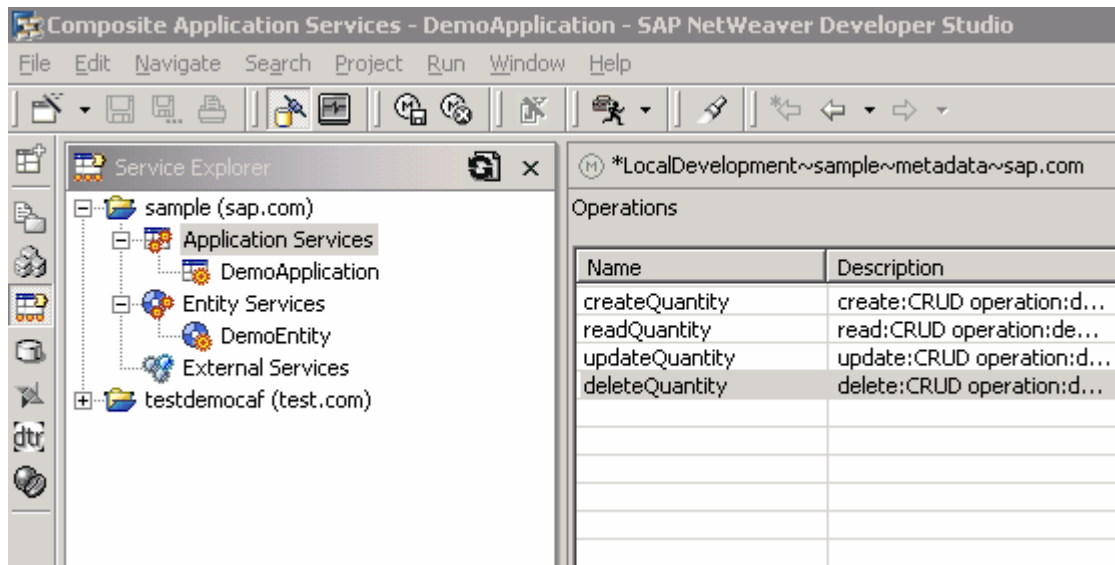 Composite Application Services - DemoApplication - SAP NetWeaver Developer Studio
File Edit Navigate Search Project Run Window Help
Service Explorer
*LocalDevelopment~sample~metadata~sap.com
sample (sap.com)
Application Services
DemoApplication
Entity Services
DemoEntity
External Services
testdemocaf (test.com)
dtr
Operations
Name Description
createQuantity create:CRUD operation:d...
readQuantity read:CRUD operation:de...
updateQuantity update:CRUD operation:d...
deleteQuantity delete:CRUD operation:d...